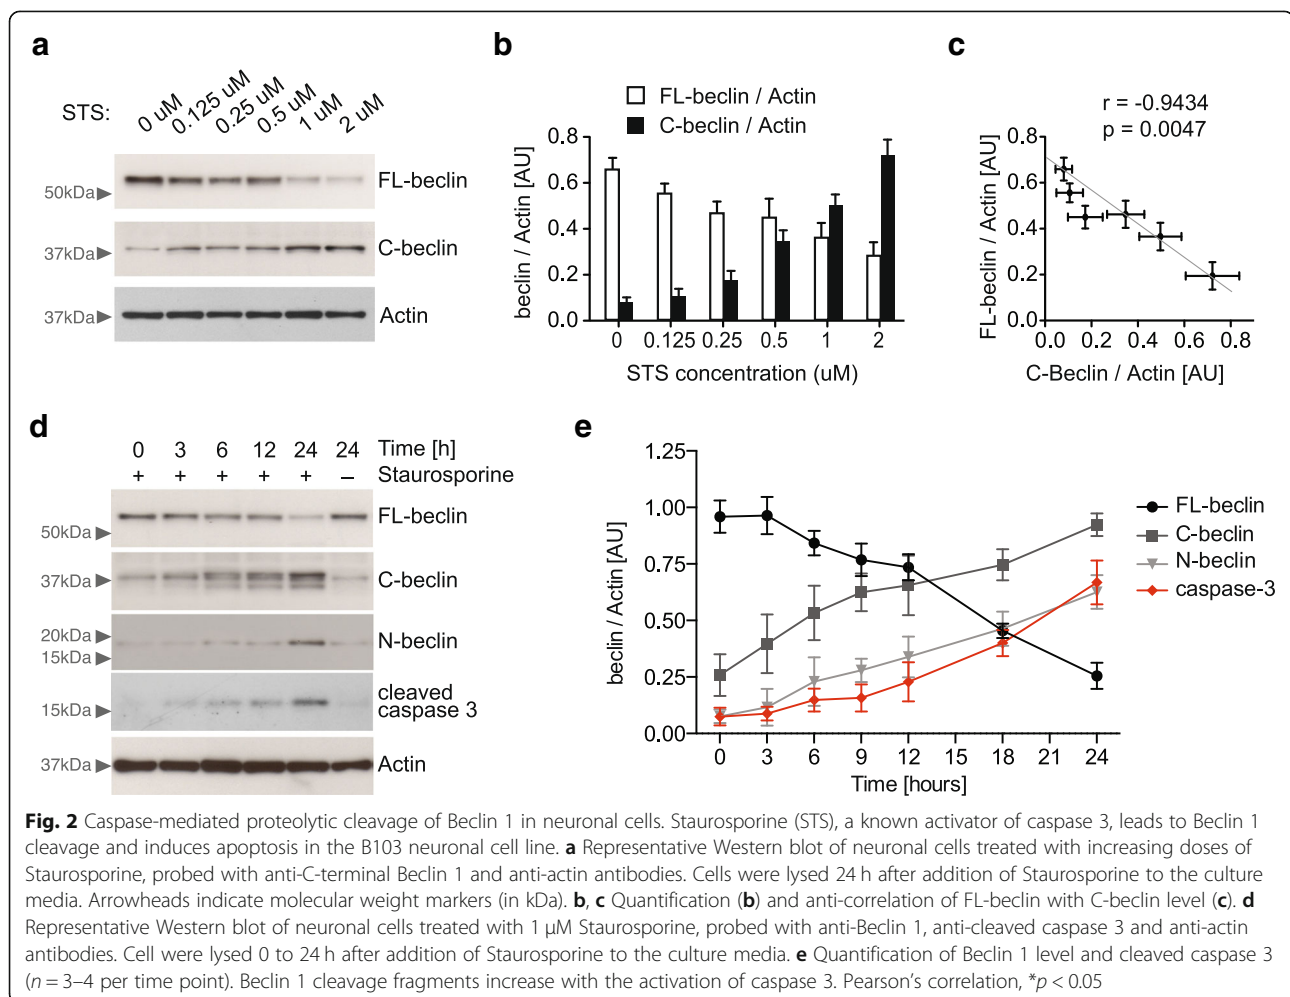 a
STS:
0 uM
0.125 uM
0.25 uM
0.5 uM
1 uM
2 uM
50kDa
FL-beclin
37kDa
C-beclin
37kDa
Actin
b
FL-beclin / Actin
C-beclin / Actin
beclin / Actin [AU]
0.8
0.6
0.4
0.2
0.0
0 0.125 0.25 0.5 1 2
STS concentration (uM)
c
r = -0.9434
p = 0.0047
FL-beclin / Actin [AU]
0.8
0.6
0.4
0.2
0.0
0.0 0.2 0.4 0.6 0.8
C-Beclin / Actin [AU]
d
0 3 6 12 24 Time [h] 24
+ + + + + Staurosporine –
50kDa
FL-beclin
37kDa
C-beclin
20kDa
15kDa
N-beclin
15kDa
cleaved
caspase 3
37kDa
Actin
e
beclin / Actin [AU]
1.25
1.00
0.75
0.50
0.25
0.00
0 3 6 9 12 15 18 21 24
Time [hours]
FL-beclin
C-beclin
N-beclin
caspase-3
Fig. 2 Caspase-mediated proteolytic cleavage of Beclin 1 in neuronal cells. Staurosporine (STS), a known activator of caspase 3, leads to Beclin 1
cleavage and induces apoptosis in the B103 neuronal cell line. a Representative Western blot of neuronal cells treated with increasing doses of
Staurosporine, probed with anti-C-terminal Beclin 1 and anti-actin antibodies. Cells were lysed 24 h after addition of Staurosporine to the culture
media. Arrowheads indicate molecular weight markers (in kDa). b, c Quantification (b) and anti-correlation of FL-beclin with C-beclin level (c). d
Representative Western blot of neuronal cells treated with 1 μM Staurosporine, probed with anti-Beclin 1, anti-cleaved caspase 3 and anti-actin
antibodies. Cell were lysed 0 to 24 h after addition of Staurosporine to the culture media. e Quantification of Beclin 1 level and cleaved caspase 3
(n = 3–4 per time point). Beclin 1 cleavage fragments increase with the activation of caspase 3. Pearson's correlation, *p < 0.05